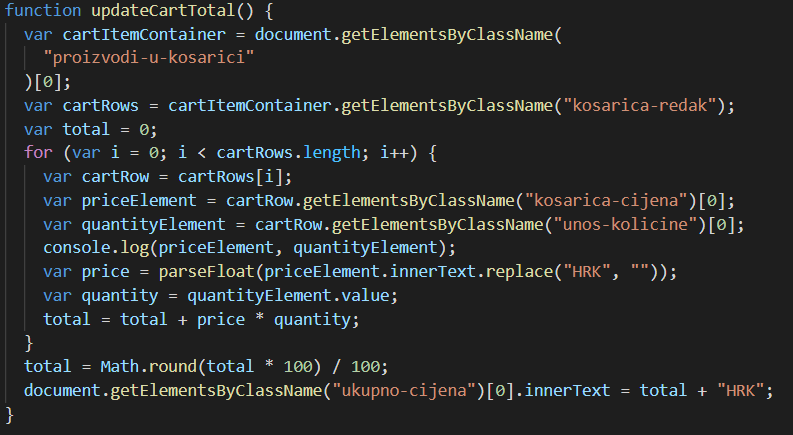 function updateCartTotal() {
var cartItemContainer = document.getElementsByClassName(
"proizvodi-u-kosarici"
)[0];
var cartRows = cartItemContainer.getElementsByClassName("kosarica-redak");
var total = 0;
for (var i = 0; i < cartRows.length; i++) {
var cartRow = cartRows[i];
var priceElement = cartRow.getElementsByClassName("kosarica-cijena")[0];
var quantityElement = cartRow.getElementsByClassName("unos-kolicine")[0];
console.log(priceElement, quantityElement);
var price = parseFloat(priceElement.innerText.replace("HRK", ""));
var quantity = quantityElement.value;
total = total + price * quantity;
}
total = Math.round(total * 100) / 100;
document.getElementsByClassName("ukupno-cijena")[0].innerText = total + "HRK";
}